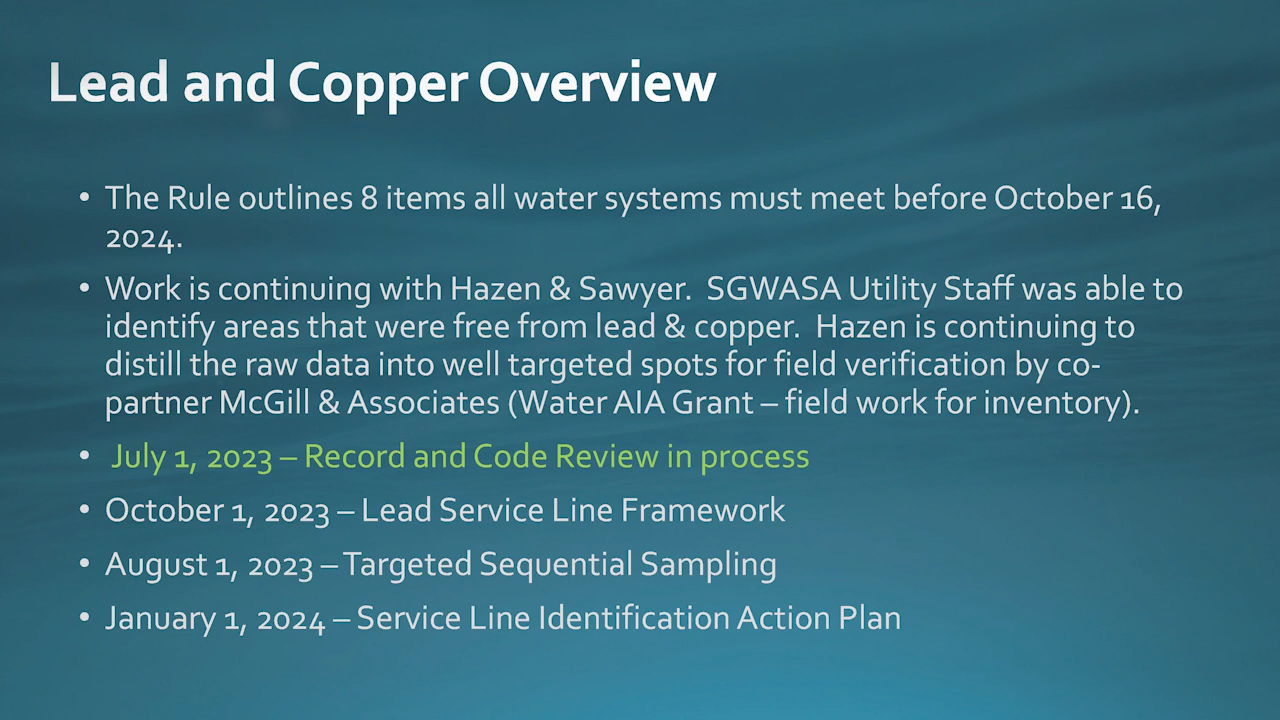 Lead and Copper Overview
• The Rule outlines 8 items all water systems must meet before October 16,
2024.
• Work is continuing with Hazen & Sawyer.  SGWASA Utility Staff was able to
identify areas that were free from lead & copper.  Hazen is continuing to
distill the raw data into well targeted spots for field verification by co-
partner McGill & Associates (Water AIA Grant – field work for inventory).
• July 1, 2023 – Record and Code Review in process
• October 1, 2023 – Lead Service Line Framework
• August 1, 2023 – Targeted Sequential Sampling
• January 1, 2024 – Service Line Identification Action Plan